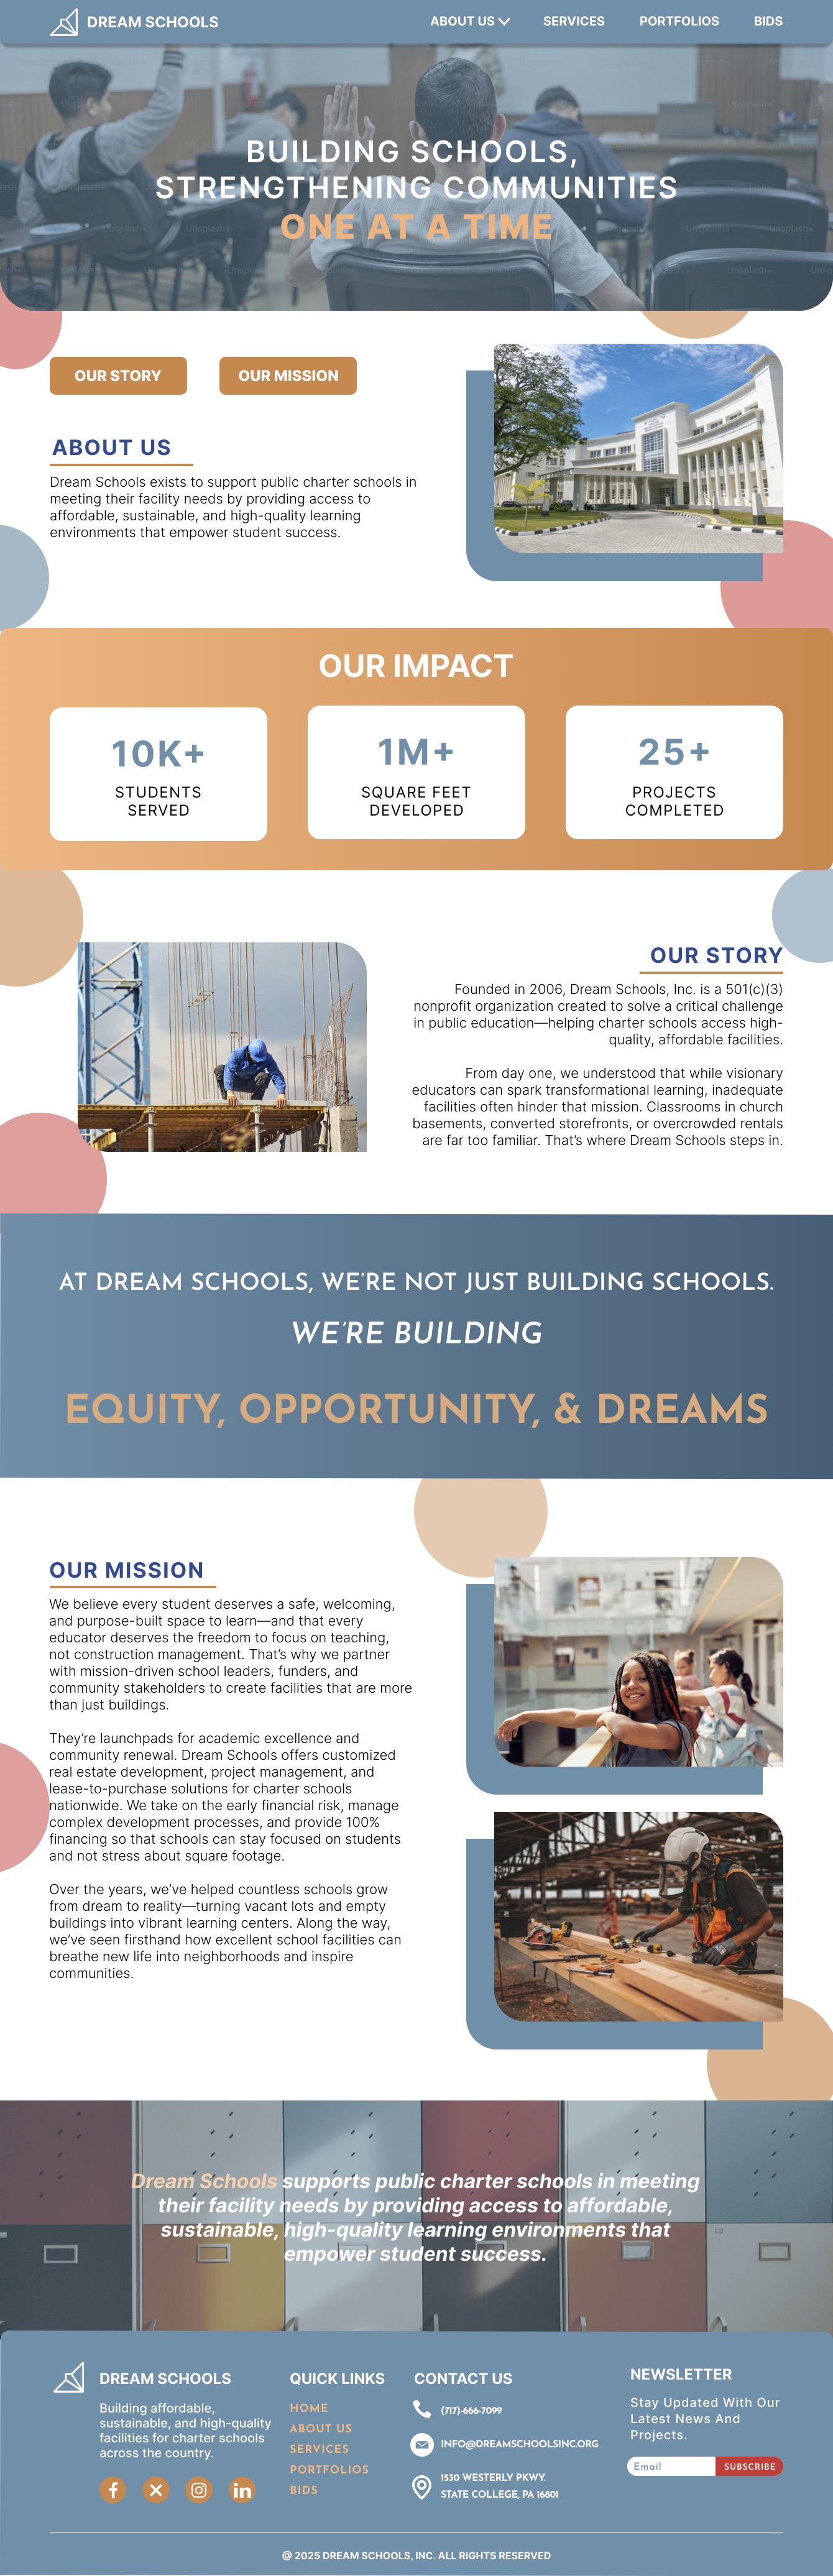 DREAM SCHOOLS
ABOUT US
SERVICES
PORTFOLIOS
BIDS
BUILDING SCHOOLS,
STRENGTHENING COMMUNITIES
ONE AT A TIME
Unsplash+
OUR STORY
OUR MISSION
ABOUT US
Dream Schools exists to support public charter schools in
meeting their facility needs by providing access to
affordable, sustainable, and high-quality learning
environments that empower student success.
OUR IMPACT
10K+
STUDENTS
SERVED
1M+
SQUARE FEET
DEVELOPED
25+
PROJECTS
COMPLETED
OUR STORY
Founded in 2006, Dream Schools, Inc. is a 501(c)(3)
nonprofit organization created to solve a critical challenge
in public education—helping charter schools access high-
quality, affordable facilities.
From day one, we understood that while visionary
educators can spark transformational learning, inadequate
facilities often hinder that mission. Classrooms in church
basements, converted storefronts, or overcrowded rentals
are far too familiar. That’s where Dream Schools steps in.
AT DREAM SCHOOLS, WE’RE NOT JUST BUILDING SCHOOLS.
WE’RE BUILDING
EQUITY, OPPORTUNITY, & DREAMS
OUR MISSION
We believe every student deserves a safe, welcoming,
and purpose-built space to learn—and that every
educator deserves the freedom to focus on teaching,
not construction management. That’s why we partner
with mission-driven school leaders, funders, and
community stakeholders to create facilities that are more
than just buildings.
They’re launchpads for academic excellence and
community renewal. Dream Schools offers customized
real estate development, project management, and
lease-to-purchase solutions for charter schools
nationwide. We take on the early financial risk, manage
complex development processes, and provide 100%
financing so that schools can stay focused on students
and not stress about square footage.
Over the years, we’ve helped countless schools grow
from dream to reality—turning vacant lots and empty
buildings into vibrant learning centers. Along the way,
we’ve seen firsthand how excellent school facilities can
breathe new life into neighborhoods and inspire
communities.
Dream Schools supports public charter schools in meeting
their facility needs by providing access to affordable,
sustainable, high-quality learning environments that
empower student success.
DREAM SCHOOLS
Building affordable,
sustainable, and high-quality
facilities for charter schools
across the country.
QUICK LINKS
HOME
ABOUT US
SERVICES
PORTFOLIOS
BIDS
CONTACT US
(717)-666-7099
INFO@DREAMSCHOOLSINC.ORG
1530 WESTERLY PKWY.
STATE COLLEGE, PA 16801
NEWSLETTER
Stay Updated With Our
Latest News And
Projects.
Email
SUBSCRIBE
@ 2025 DREAM SCHOOLS, INC. ALL RIGHTS RESERVED